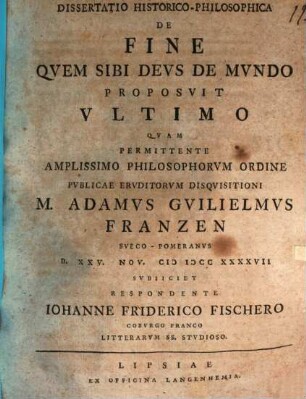 DISSERTATIO HISTORICO-PHILOSOPHICA
DE
FINE
QVEM SIBI DEVS DE MVNDO
PROPOSVIT
VLTIMO
QVAM
PERMITTENTE
AMPLISSIMO PHILOSOPHORVM ORDINE
PVBLICAE ERVDITORVM DISQVISITIONI
M. ADAMVS GVILIELMVS
FRANZEN
SVECO-POMERANVS
D. XXV. NOV. CIↃ IↃCC XXXXVII
SVBIICIET
RESPONDENTE
IOHANNE FRIDERICO FISCHERO
COBVRGO FRANCO
LITTERARVM SS. STVDIOSO.
LIPSIAE
EX OFFICINA LANGENHEMIA.